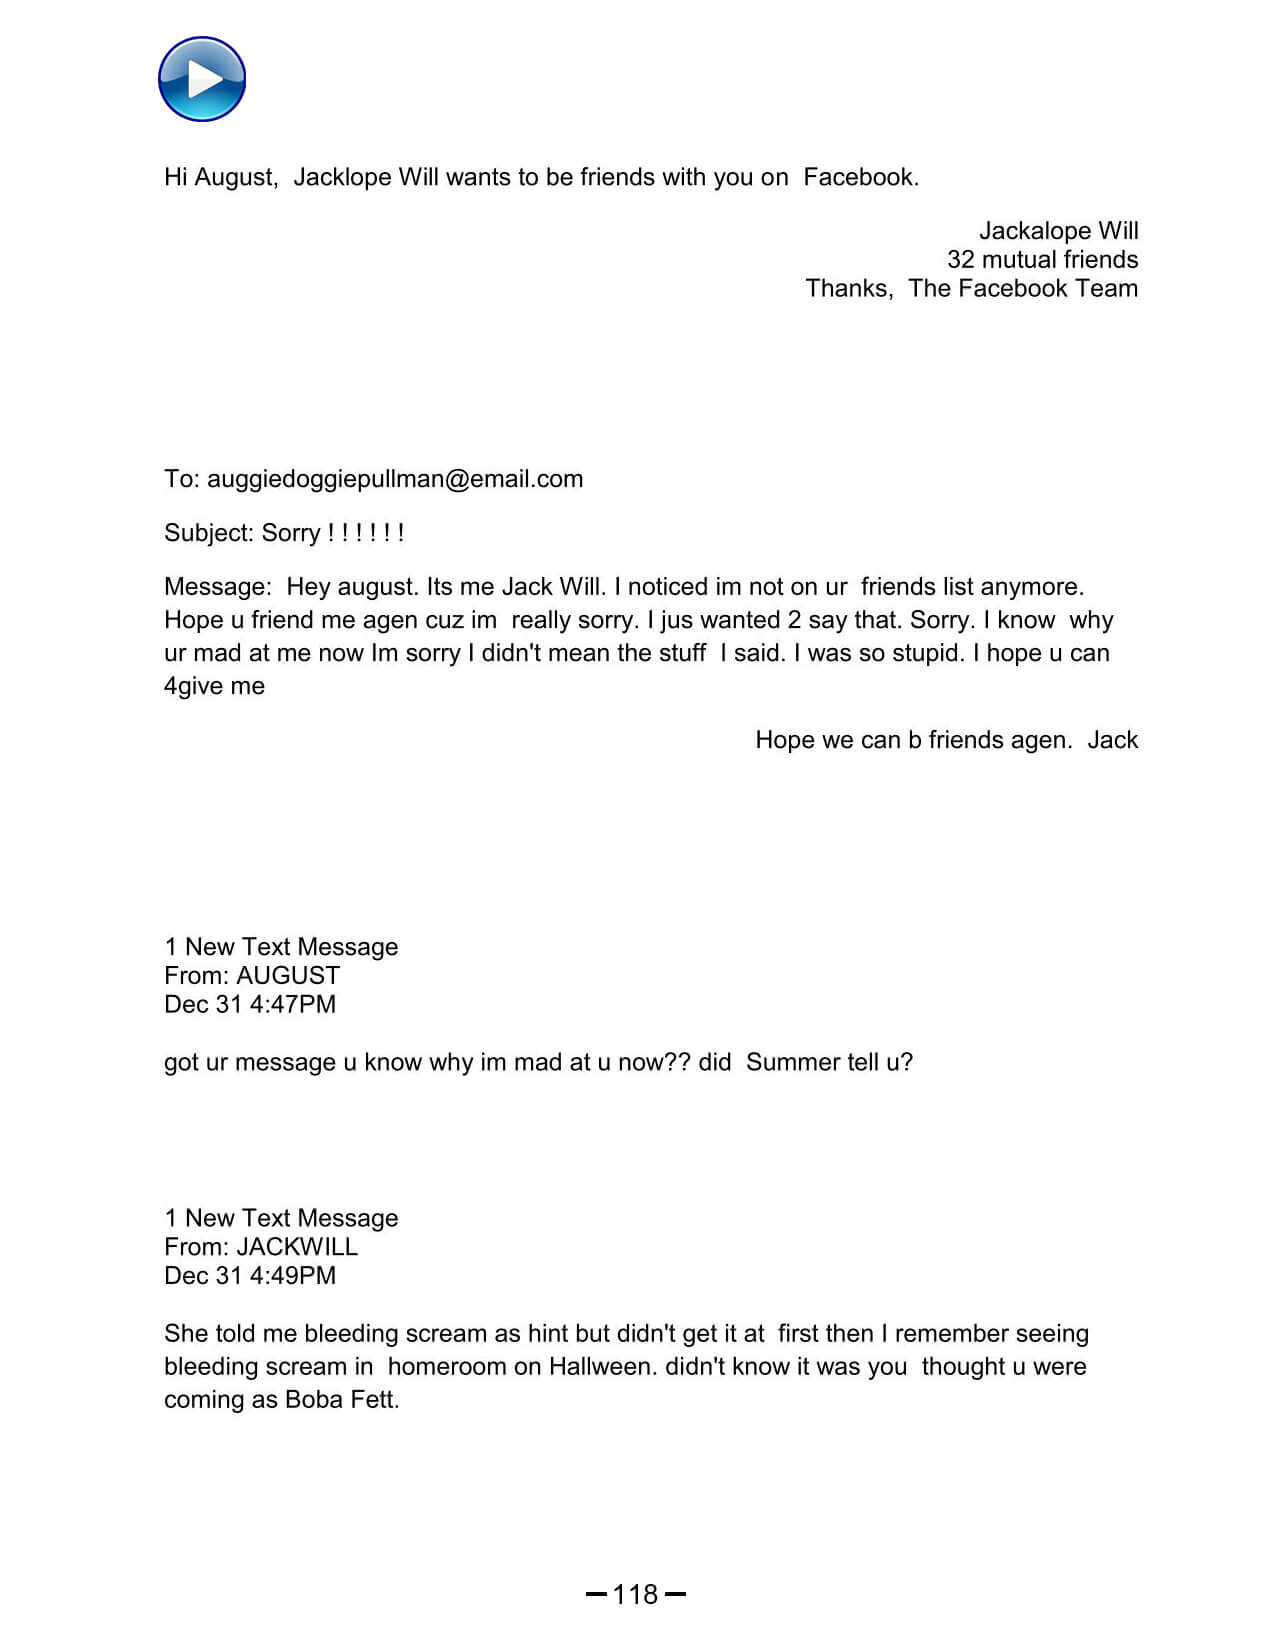 Hi August,  Jacklope Will wants to be friends with you on  Facebook.
Jackalope Will
32 mutual friends
Thanks,  The Facebook Team
To: auggiedoggiepullman@email.com
Subject: Sorry ! ! ! ! ! !
Message:  Hey august. Its me Jack Will. I noticed im not on ur  friends list anymore.
Hope u friend me agen cuz im  really sorry. I jus wanted 2 say that. Sorry. I know  why
ur mad at me now Im sorry I didn't mean the stuff  I said. I was so stupid. I hope u can
4give me
Hope we can b friends agen.  Jack
1 New Text Message
From: AUGUST
Dec 31 4:47PM
got ur message u know why im mad at u now?? did  Summer tell u?
1 New Text Message
From: JACKWILL
Dec 31 4:49PM
She told me bleeding scream as hint but didn't get it at  first then I remember seeing
bleeding scream in  homeroom on Hallween. didn't know it was you  thought u were
coming as Boba Fett.
— 118 —